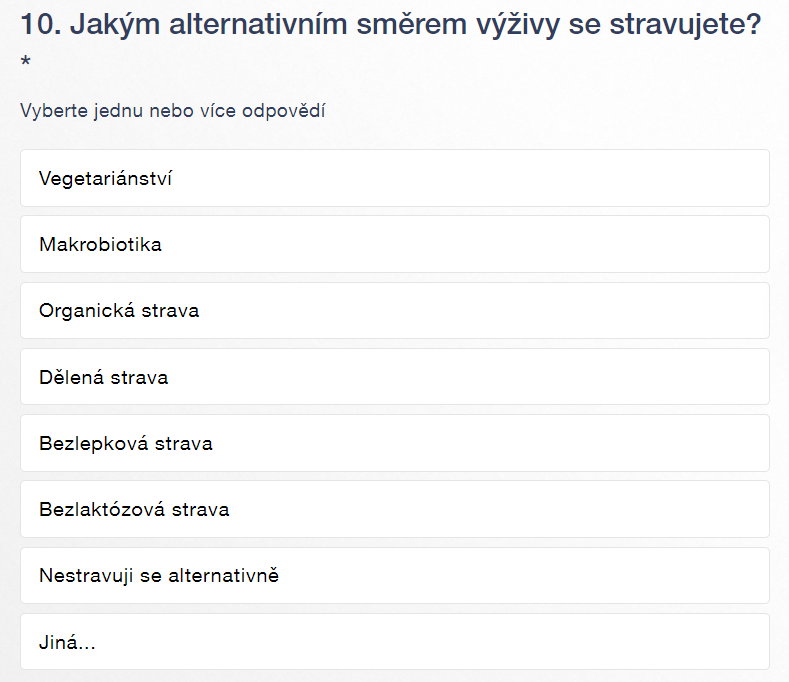 10. Jakým alternativním směrem výživy se stravujete?
*
Vyberte jednu nebo více odpovědí
Vegetariánství
Makrobiotika
Organická strava
Dělená strava
Bezlepková strava
Bezlaktózová strava
Nestravuji se alternativně
Jiná...